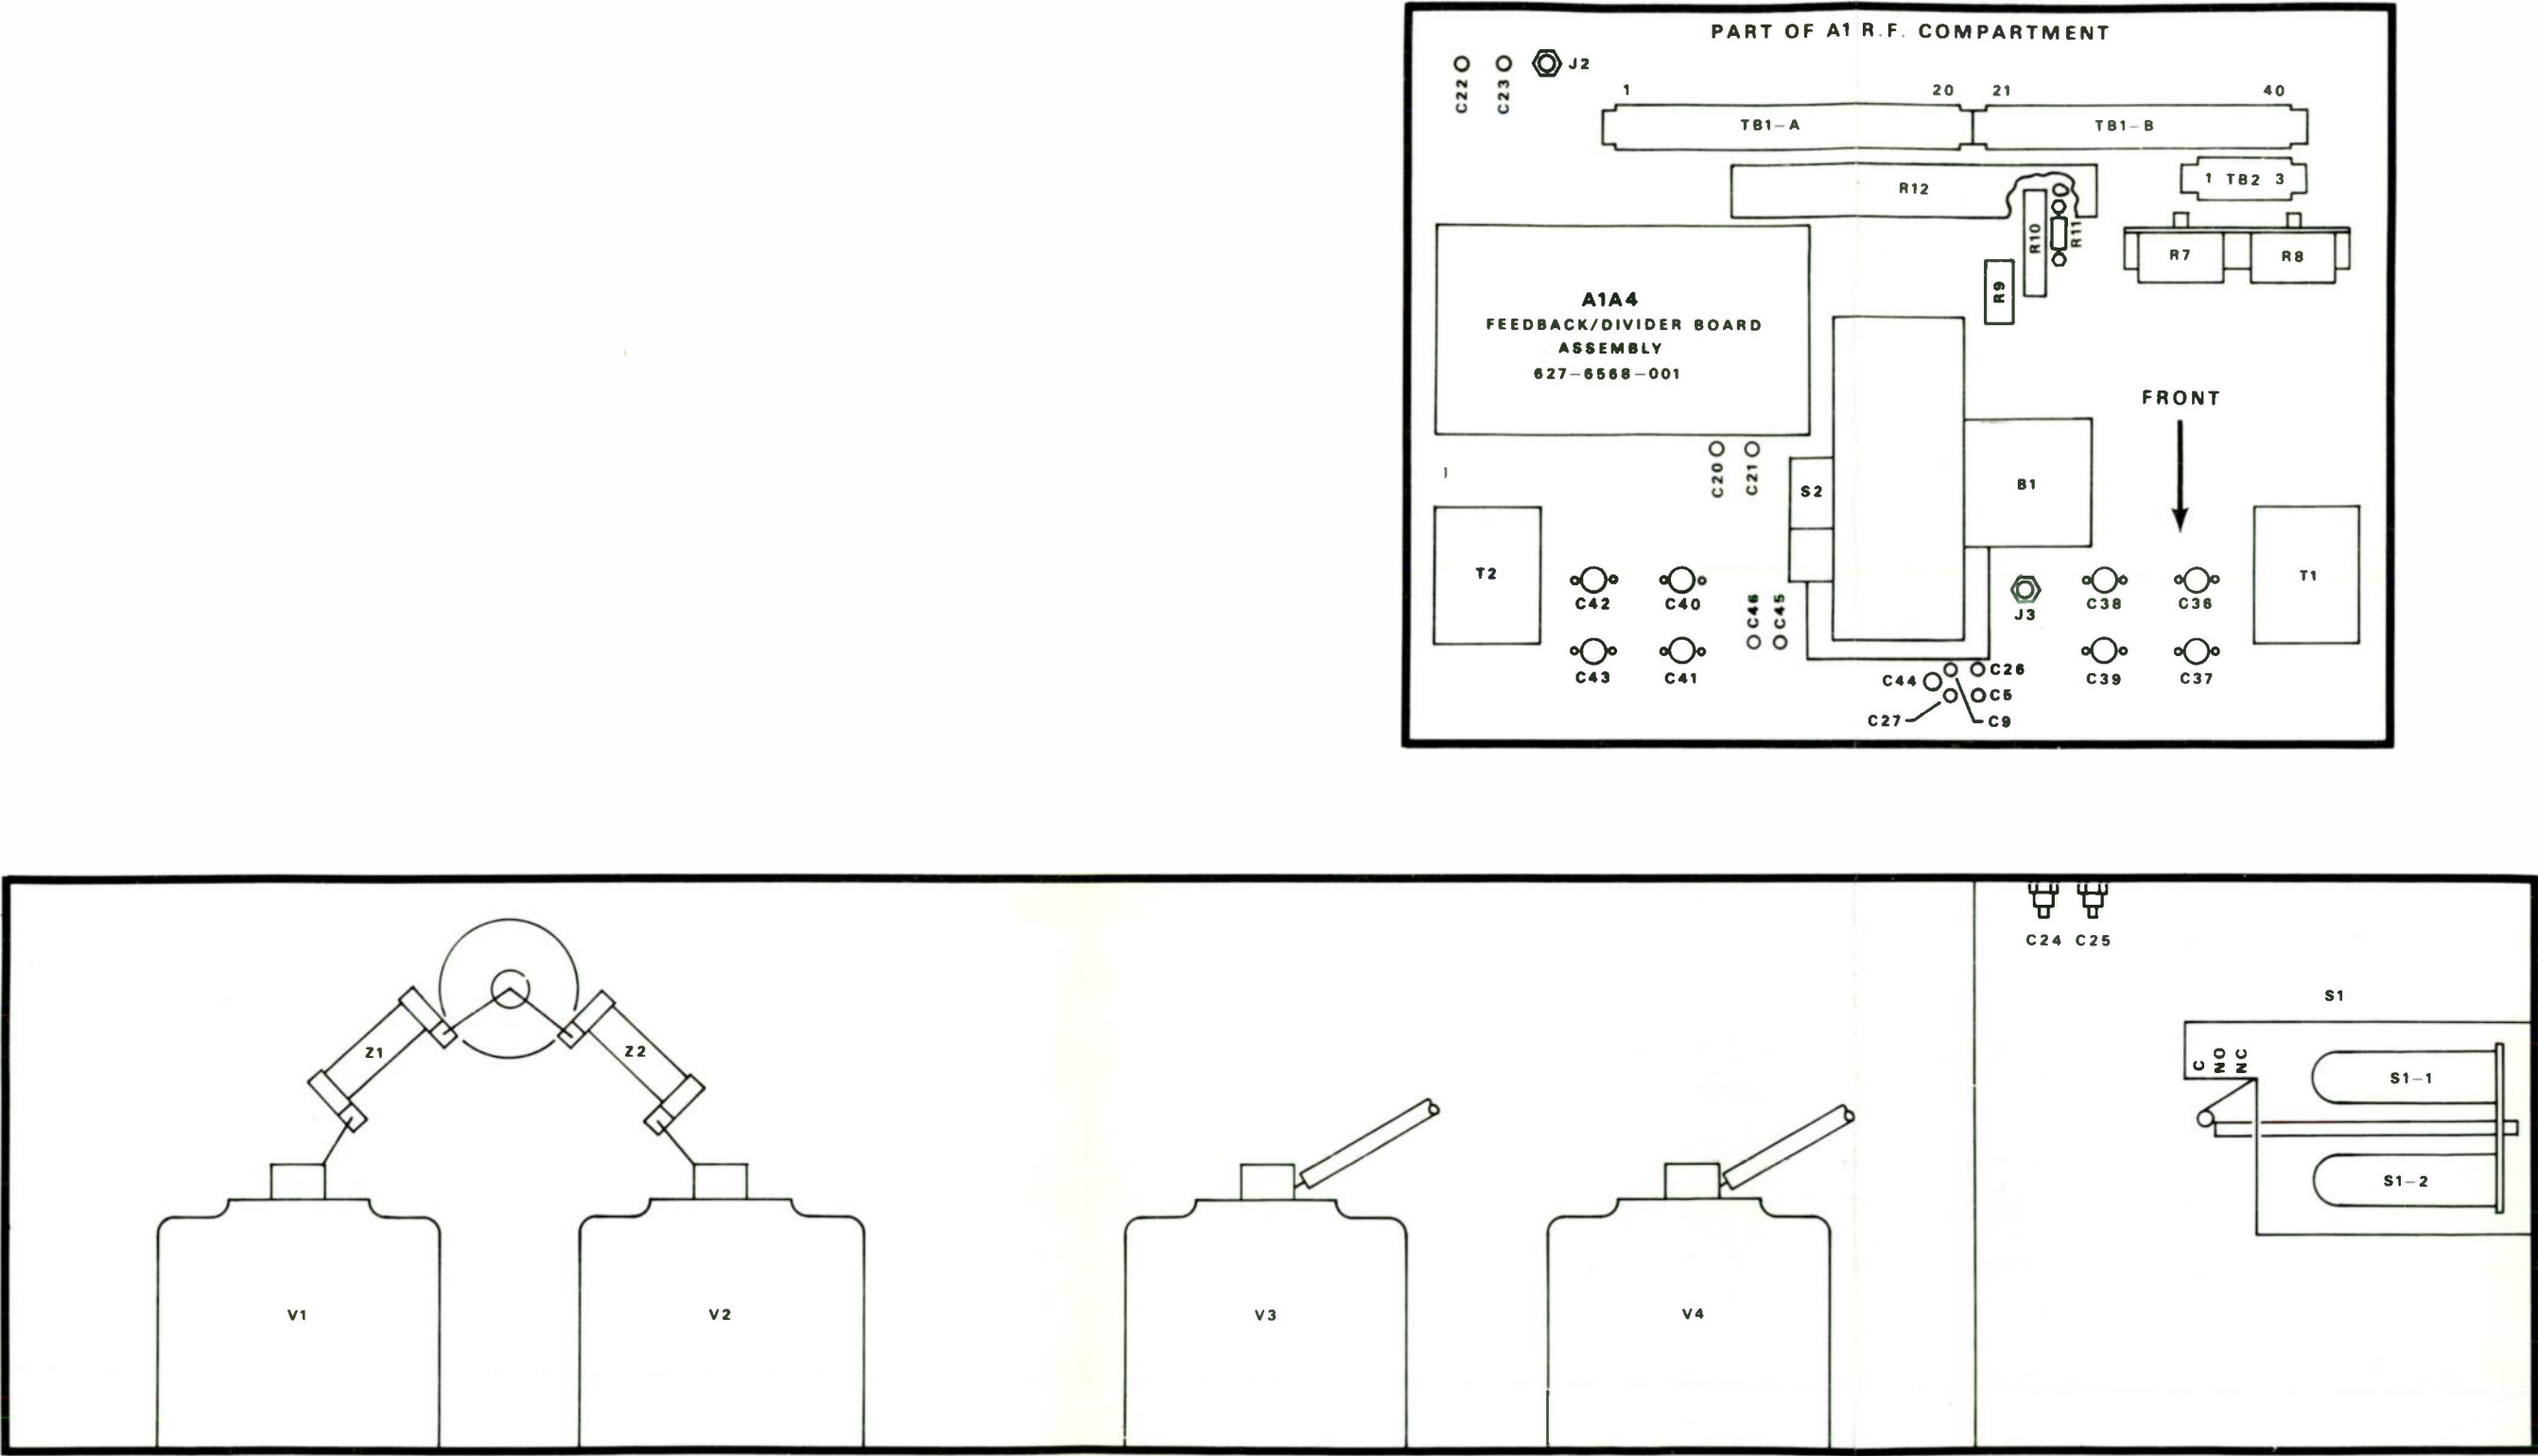 PART OF A1 R.F. COMPARTMENT
C22
C23
J2
1
20
21
40
TB1-A
TB1-B
1 TB2 3
R12
R10
R11
R7
R8
R9
A1A4
FEEDBACK/DIVIDER BOARD
ASSEMBLY
627-6568-001
FRONT
C20
C21
S2
B1
T2
T1
C42
C40
C46
C45
J3
C38
C36
C43
C41
C39
C37
C44
C26
C5
C27
C9
C24
C25
S1
Z1
Z2
C
NO
NC
S1-1
S1-2
V1
V2
V3
V4